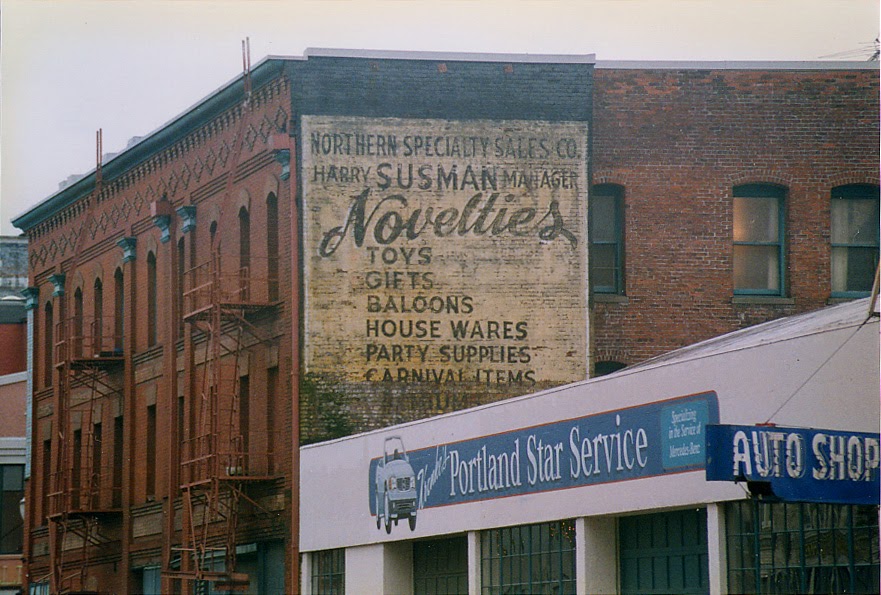 NORTHERN SPECIALTY SALES CO.
HARRY SUSMAN MANAGER
Novelties
TOYS
GIFTS
BALOONS
HOUSE WARES
PARTY SUPPLIES
CARNIVAL ITEMS
Portland Star Service
Specializing
in the Service of
Mercedes-Benz
AUTO SHOP